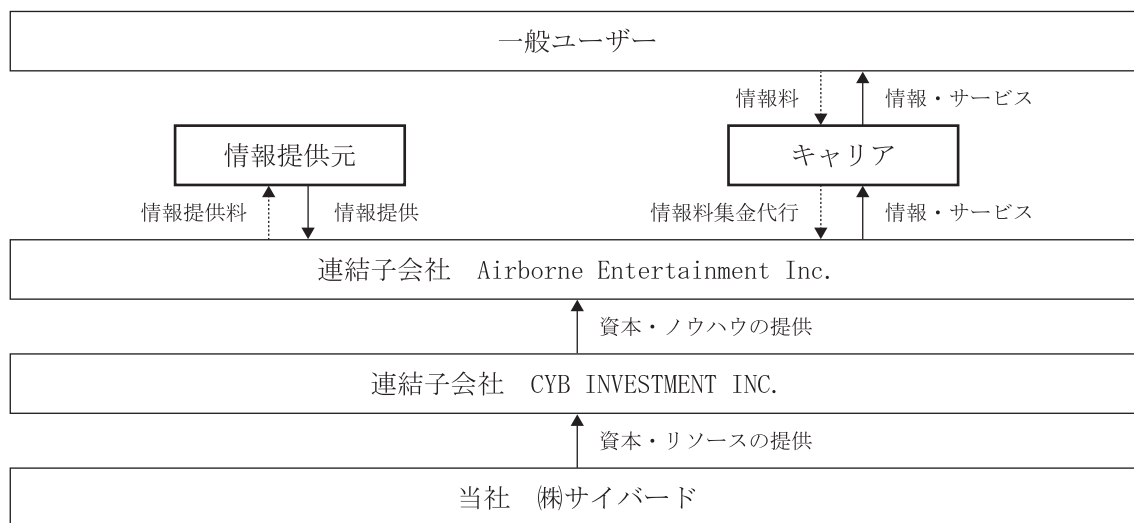 一般ユーザー
情報料
情報・サービス
情報提供元
キャリア
情報提供料
情報提供
情報料集金代行
情報・サービス
連結子会社 Airborne Entertainment Inc.
資本・ノウハウの提供
連結子会社 CYB INVESTMENT INC.
資本・リソースの提供
当社 ㈱サイバード